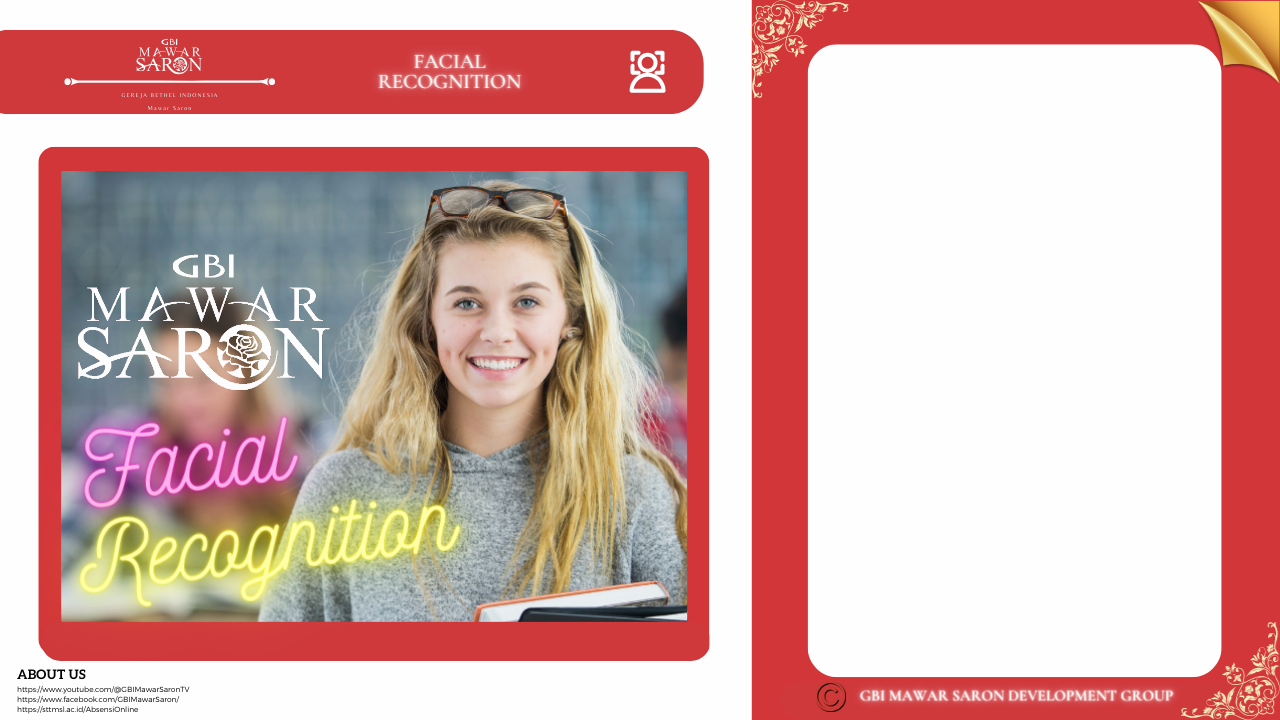 GBI
MAWAR
SARON
GEREJA BETHEL INDONESIA
Mawar Saron
FACIAL
RECOGNITION
GBI
MAWAR
SARON
Facial
Recognition
ABOUT US
https://www.youtube.com/@GBIMawarSaronTV
https://www.facebook.com/GBIMawarSaron/
https://sttmsl.ac.id/AbsensiOnline
© GBI MAWAR SARON DEVELOPMENT GROUP